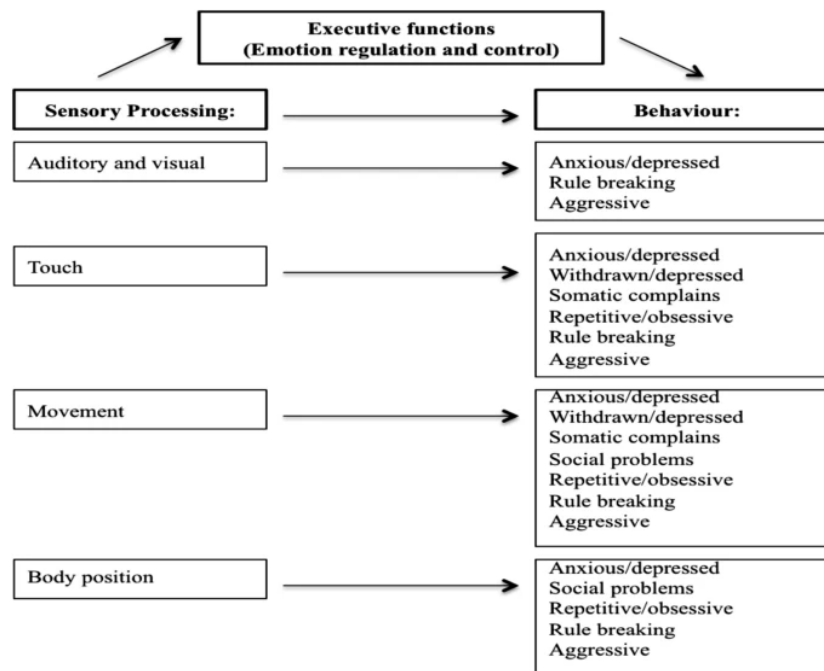 Executive functions
(Emotion regulation and control)
Sensory Processing:
Behaviour:
Auditory and visual
Anxious/depressed
Rule breaking
Aggressive
Touch
Anxious/depressed
Withdrawn/depressed
Somatic complains
Repetitive/obsessive
Rule breaking
Aggressive
Movement
Anxious/depressed
Withdrawn/depressed
Somatic complains
Social problems
Repetitive/obsessive
Rule breaking
Aggressive
Body position
Anxious/depressed
Social problems
Repetitive/obsessive
Rule breaking
Aggressive